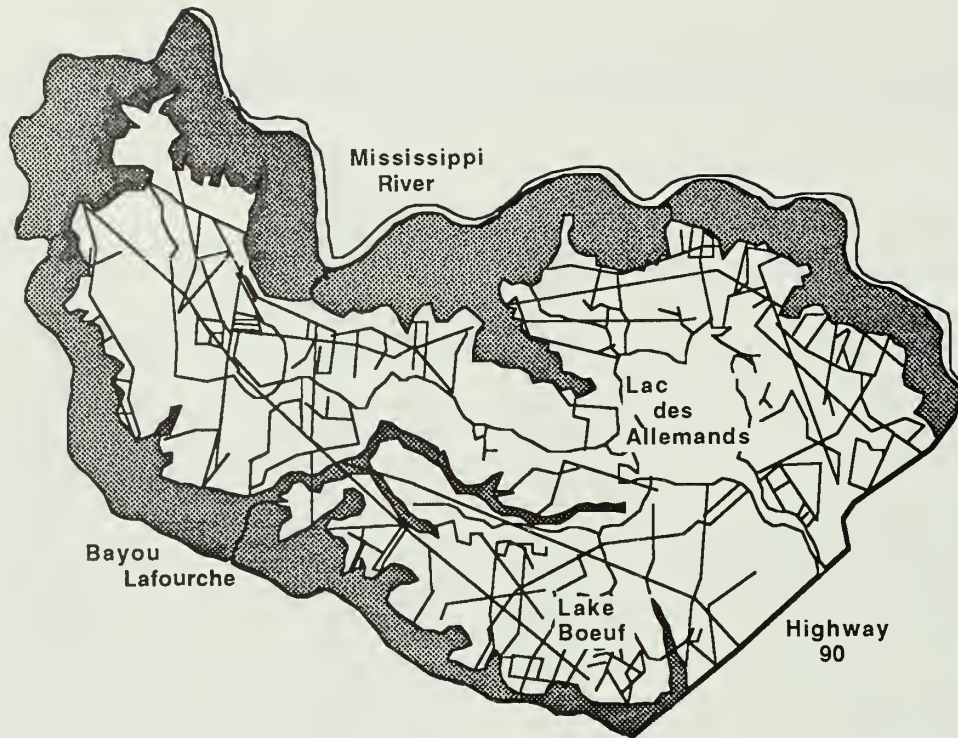 Mississippi
River
Lac
des
Allemands
Bayou
Lafourche
Lake
Boeuf
Highway
90